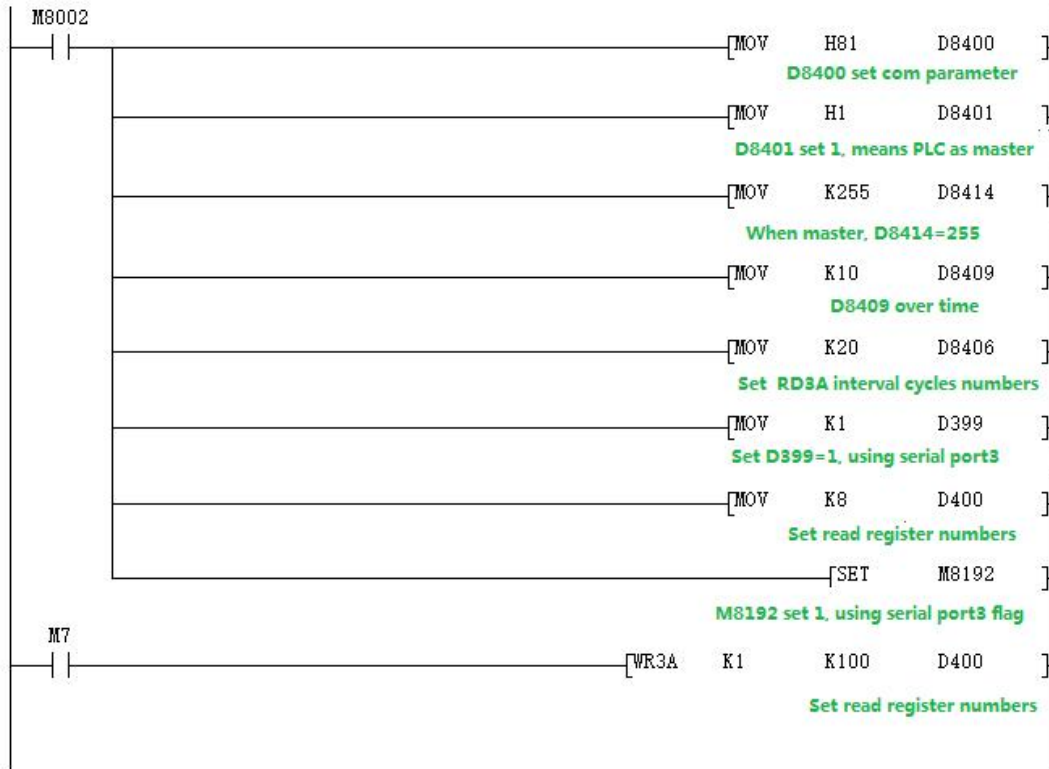 M8002
[MOV H81 D8400 ]
D8400 set com parameter
[MOV H1 D8401 ]
D8401 set 1, means PLC as master
[MOV K255 D8414 ]
When master, D8414=255
[MOV K10 D8409 ]
D8409 over time
[MOV K20 D8406 ]
Set RD3A interval cycles numbers
[MOV K1 D399 ]
Set D399=1, using serial port3
[MOV K8 D400 ]
Set read register numbers
[SET M8192 ]
M8192 set 1, using serial port3 flag
M7
[WR3A K1 K100 D400 ]
Set read register numbers